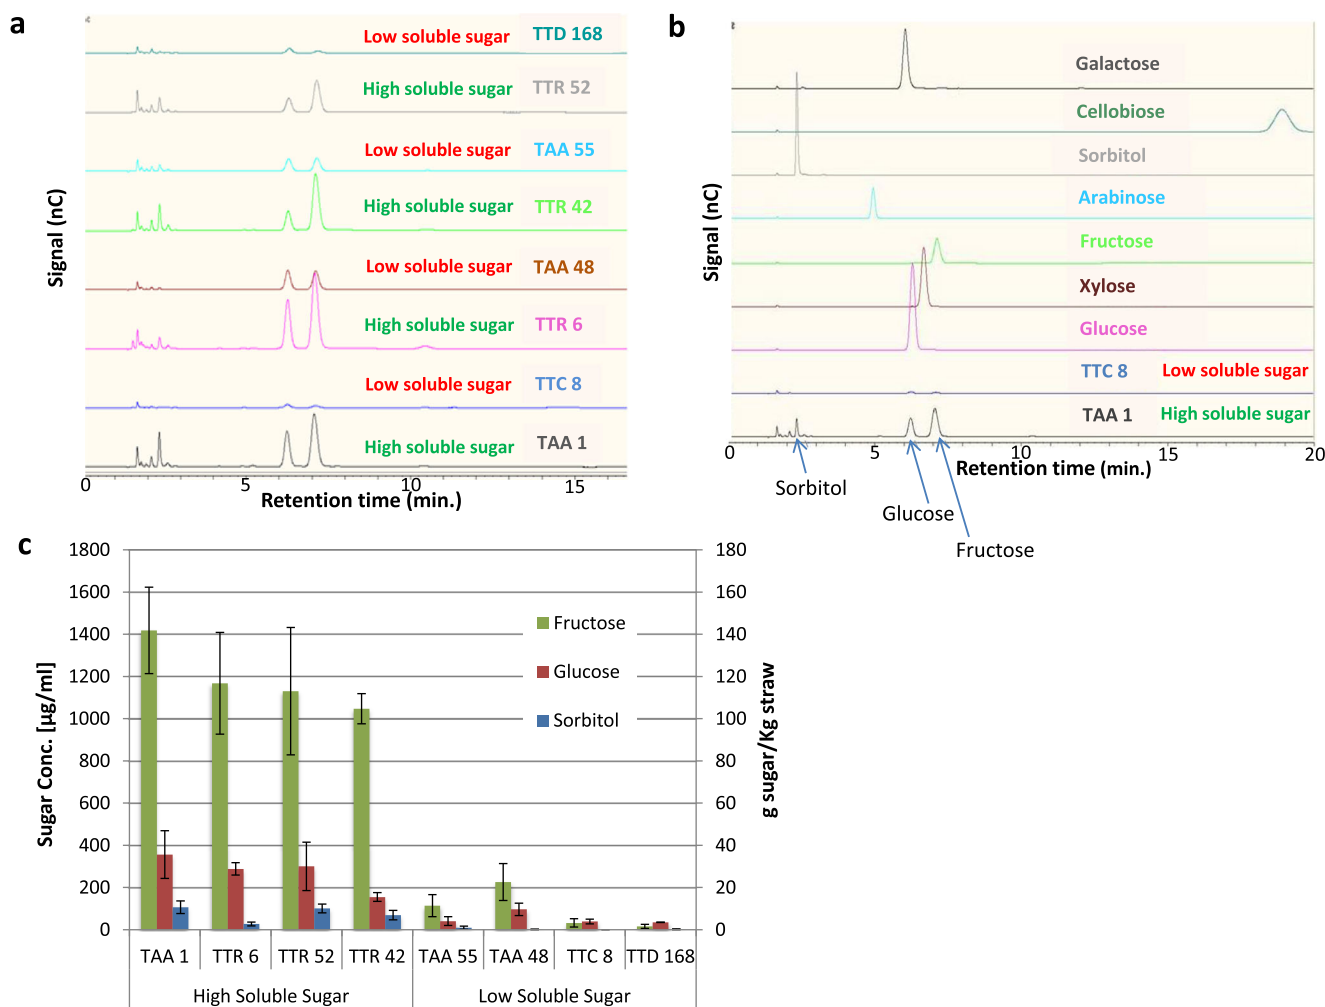 a
Low soluble sugar TTD 168
High soluble sugar TTR 52
Low soluble sugar TAA 55
High soluble sugar TTR 42
Low soluble sugar TAA 48
High soluble sugar TTR 6
Low soluble sugar TTC 8
High soluble sugar TAA 1
Signal (nC)
0 5 10 15
Retention time (min.)
b
Galactose
Cellobiose
Sorbitol
Arabinose
Fructose
Xylose
Glucose
TTC 8 Low soluble sugar
TAA 1 High soluble sugar
Signal (nC)
0 5 10 15 20
Retention time (min.)
Sorbitol
Glucose
Fructose
c
1800 180
1600 160
1400 140
1200 120
1000 100
800 80
600 60
400 40
200 20
0 0
Sugar Conc. [µg/ml]
g sugar/Kg straw
Fructose
Glucose
Sorbitol
TAA 1 TTR 6 TTR 52 TTR 42 TAA 55 TAA 48 TTC 8 TTD 168
High Soluble Sugar Low Soluble Sugar